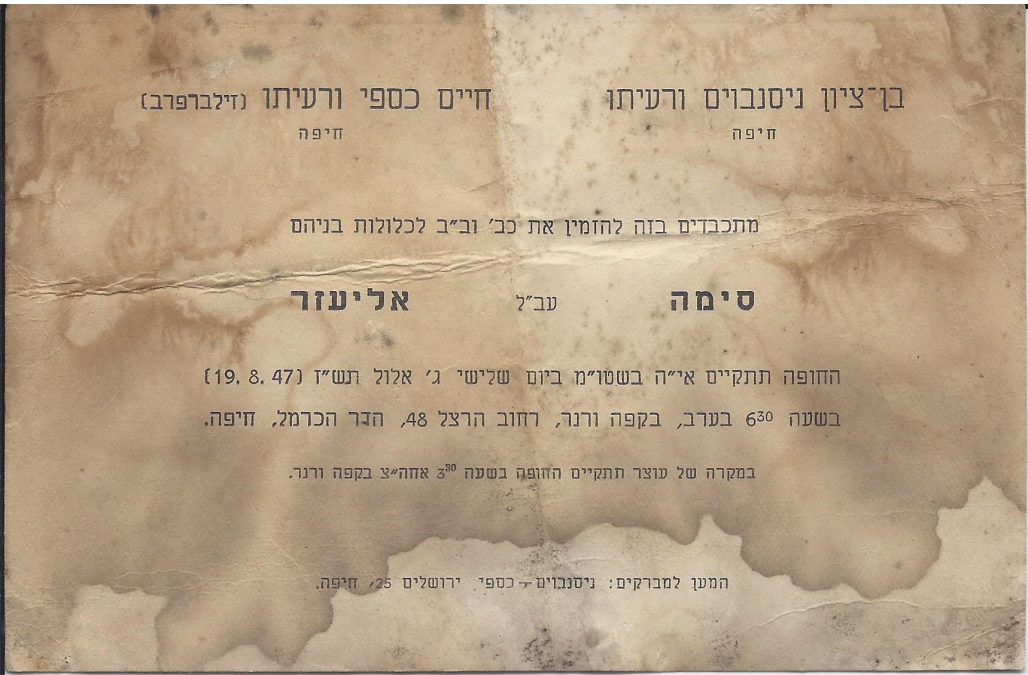 בן־ציון ניסנבוים ורעיתו חיים כספי ורעיתו (זילברפרב)
חיפה חיפה
מתכבדים בזה להזמין את כב׳ וב״ב לכלולות בניהם
סימה עב״ל אליעזר
החופה תתקיים אי״ה בשטו״מ ביום שלישי ג׳ אלול תש״ז (19. 8. 47)
בשעה 6³⁰ בערב, בקפה ורנר, רחוב הרצל 48, הדר הכרמל, חיפה.
במקרה של עוצר תתקיים החופה בשעה 3³⁰ אחה״צ בקפה ורנר.
המען למברקים: ניסנבוים — כספי ירושלים 25, חיפה.